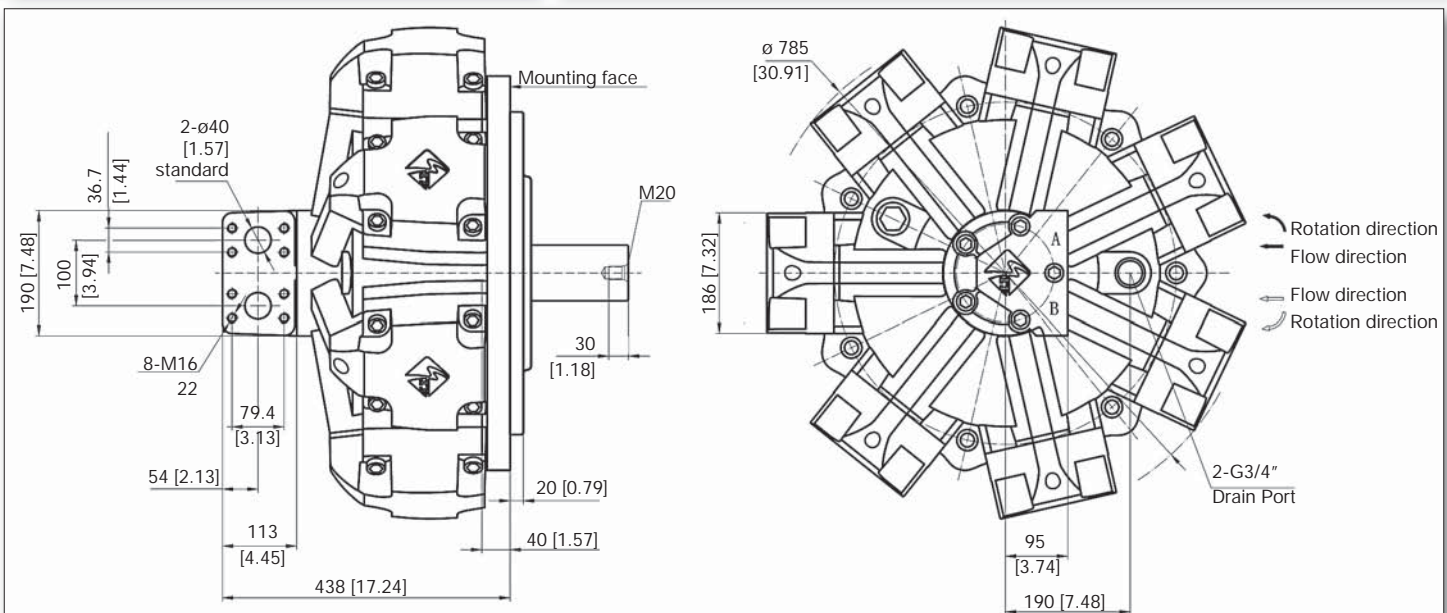 Mounting face
2-ø40
[1.57]
standard
36.7
[1.44]
190 [7.48]
100
[3.94]
8-M16
22
79.4
[3.13]
54 [2.13]
113
[4.45]
438 [17.24]
40 [1.57]
20 [0.79]
30
[1.18]
M20
ø 785
[30.91]
186 [7.32]
A
B
Rotation direction
Flow direction
Flow direction
Rotation direction
2-G3/4″
Drain Port
95
[3.74]
190 [7.48]